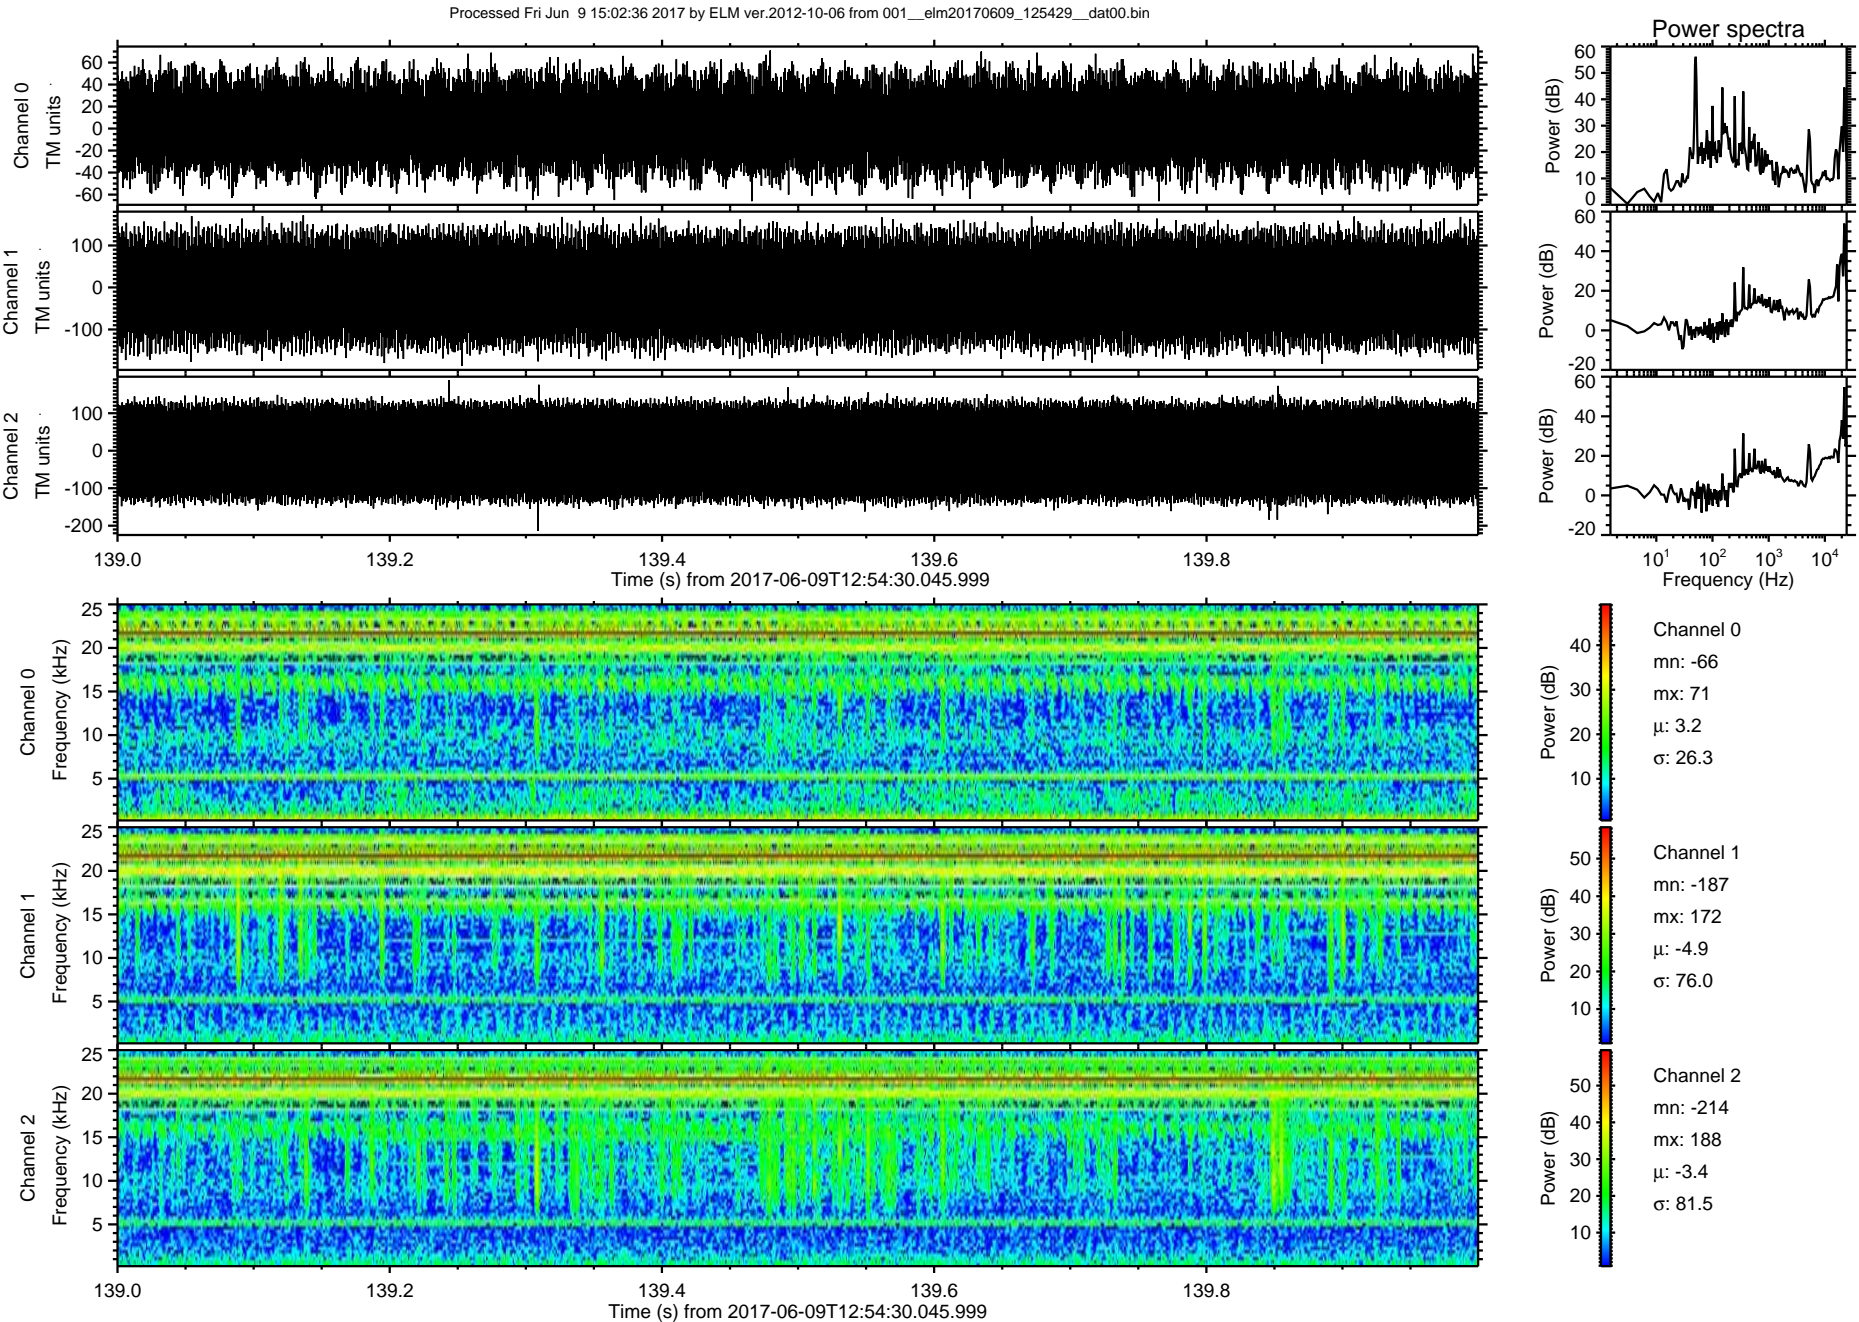 Processed Fri Jun  9 15:02:36 2017 by ELM ver.2012-10-06 from 001__elm20170609_125429__dat00.bin
Power spectra
Channel 0
TM units
60
40
20
0
-20
-40
-60
Power (dB)
60
50
40
30
20
10
0
Channel 1
TM units
100
0
-100
Power (dB)
60
40
20
0
-20
Channel 2
TM units
100
0
-100
-200
Power (dB)
60
40
20
0
-20
139.0 139.2 139.4 139.6 139.8
Time (s) from 2017-06-09T12:54:30.045.999
10^1 10^2 10^3 10^4
Frequency (Hz)
Channel 0
Frequency (kHz)
25
20
15
10
5
Power (dB)
40
30
20
10
Channel 0
mn: -66
mx: 71
μ: 3.2
σ: 26.3
Channel 1
Frequency (kHz)
25
20
15
10
5
Power (dB)
50
40
30
20
10
Channel 1
mn: -187
mx: 172
μ: -4.9
σ: 76.0
Channel 2
Frequency (kHz)
25
20
15
10
5
Power (dB)
50
40
30
20
10
Channel 2
mn: -214
mx: 188
μ: -3.4
σ: 81.5
139.0 139.2 139.4 139.6 139.8
Time (s) from 2017-06-09T12:54:30.045.999